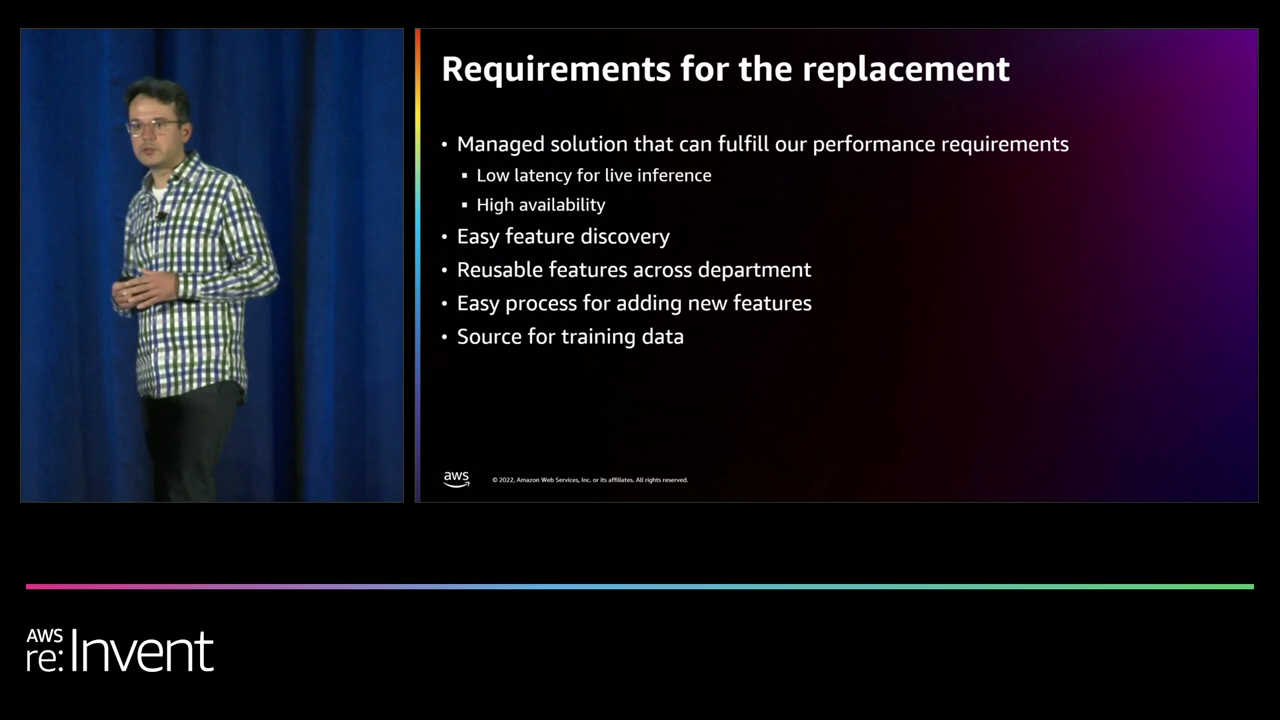 Requirements for the replacement
• Managed solution that can fulfill our performance requirements
▪ Low latency for live inference
▪ High availability
• Easy feature discovery
• Reusable features across department
• Easy process for adding new features
• Source for training data
aws
© 2022, Amazon Web Services, Inc. or its affiliates. All rights reserved.
AWS
re:Invent